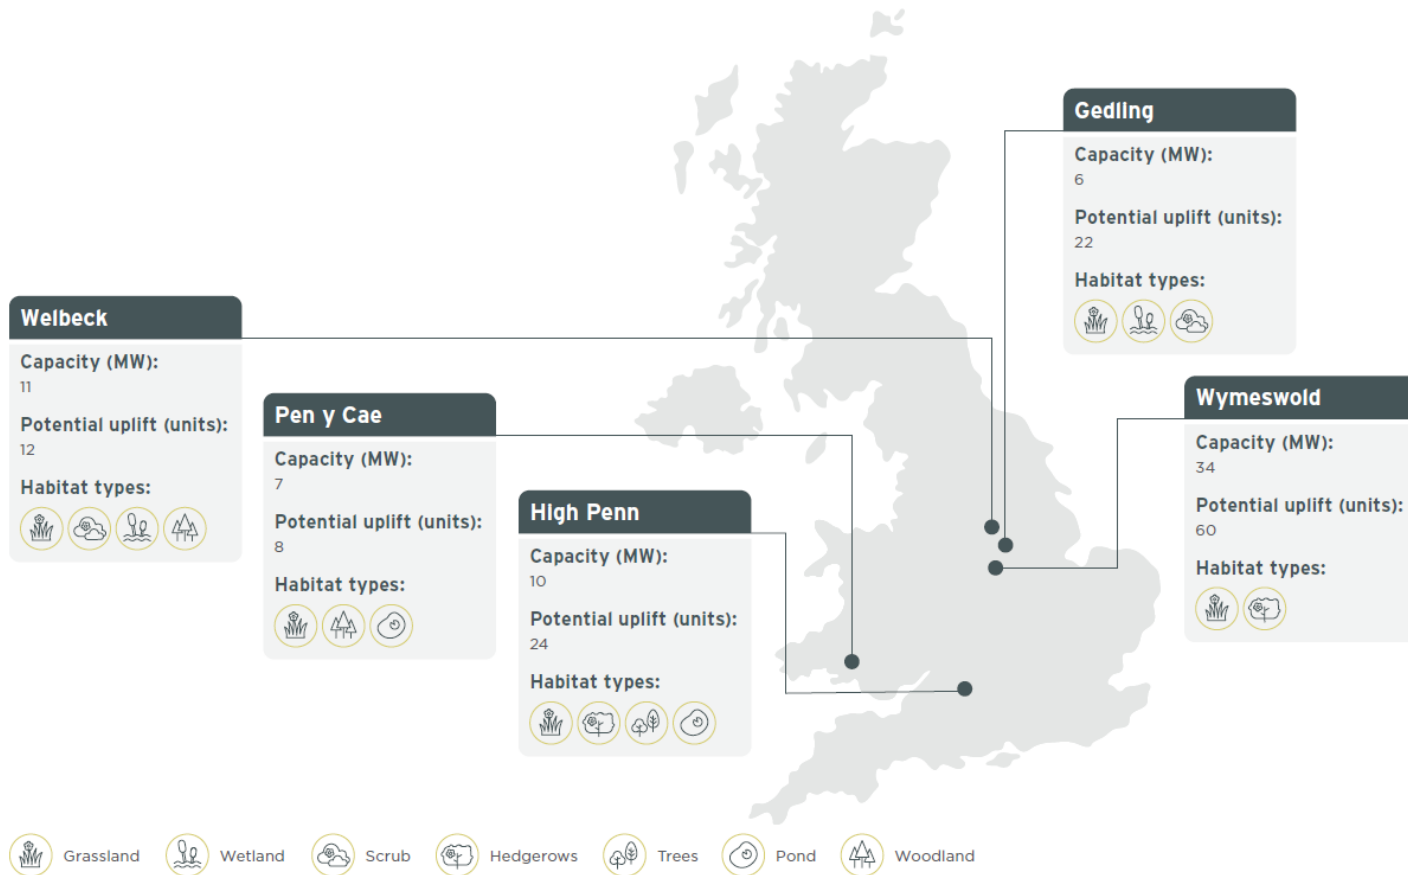 Gedling
Capacity (MW):
6
Potential uplift (units):
22
Habitat types:
Welbeck
Capacity (MW):
11
Potential uplift (units):
12
Habitat types:
Pen y Cae
Capacity (MW):
7
Potential uplift (units):
8
Habitat types:
High Penn
Capacity (MW):
10
Potential uplift (units):
24
Habitat types:
Wymeswold
Capacity (MW):
34
Potential uplift (units):
60
Habitat types:
Grassland Wetland Scrub Hedgerows Trees Pond Woodland